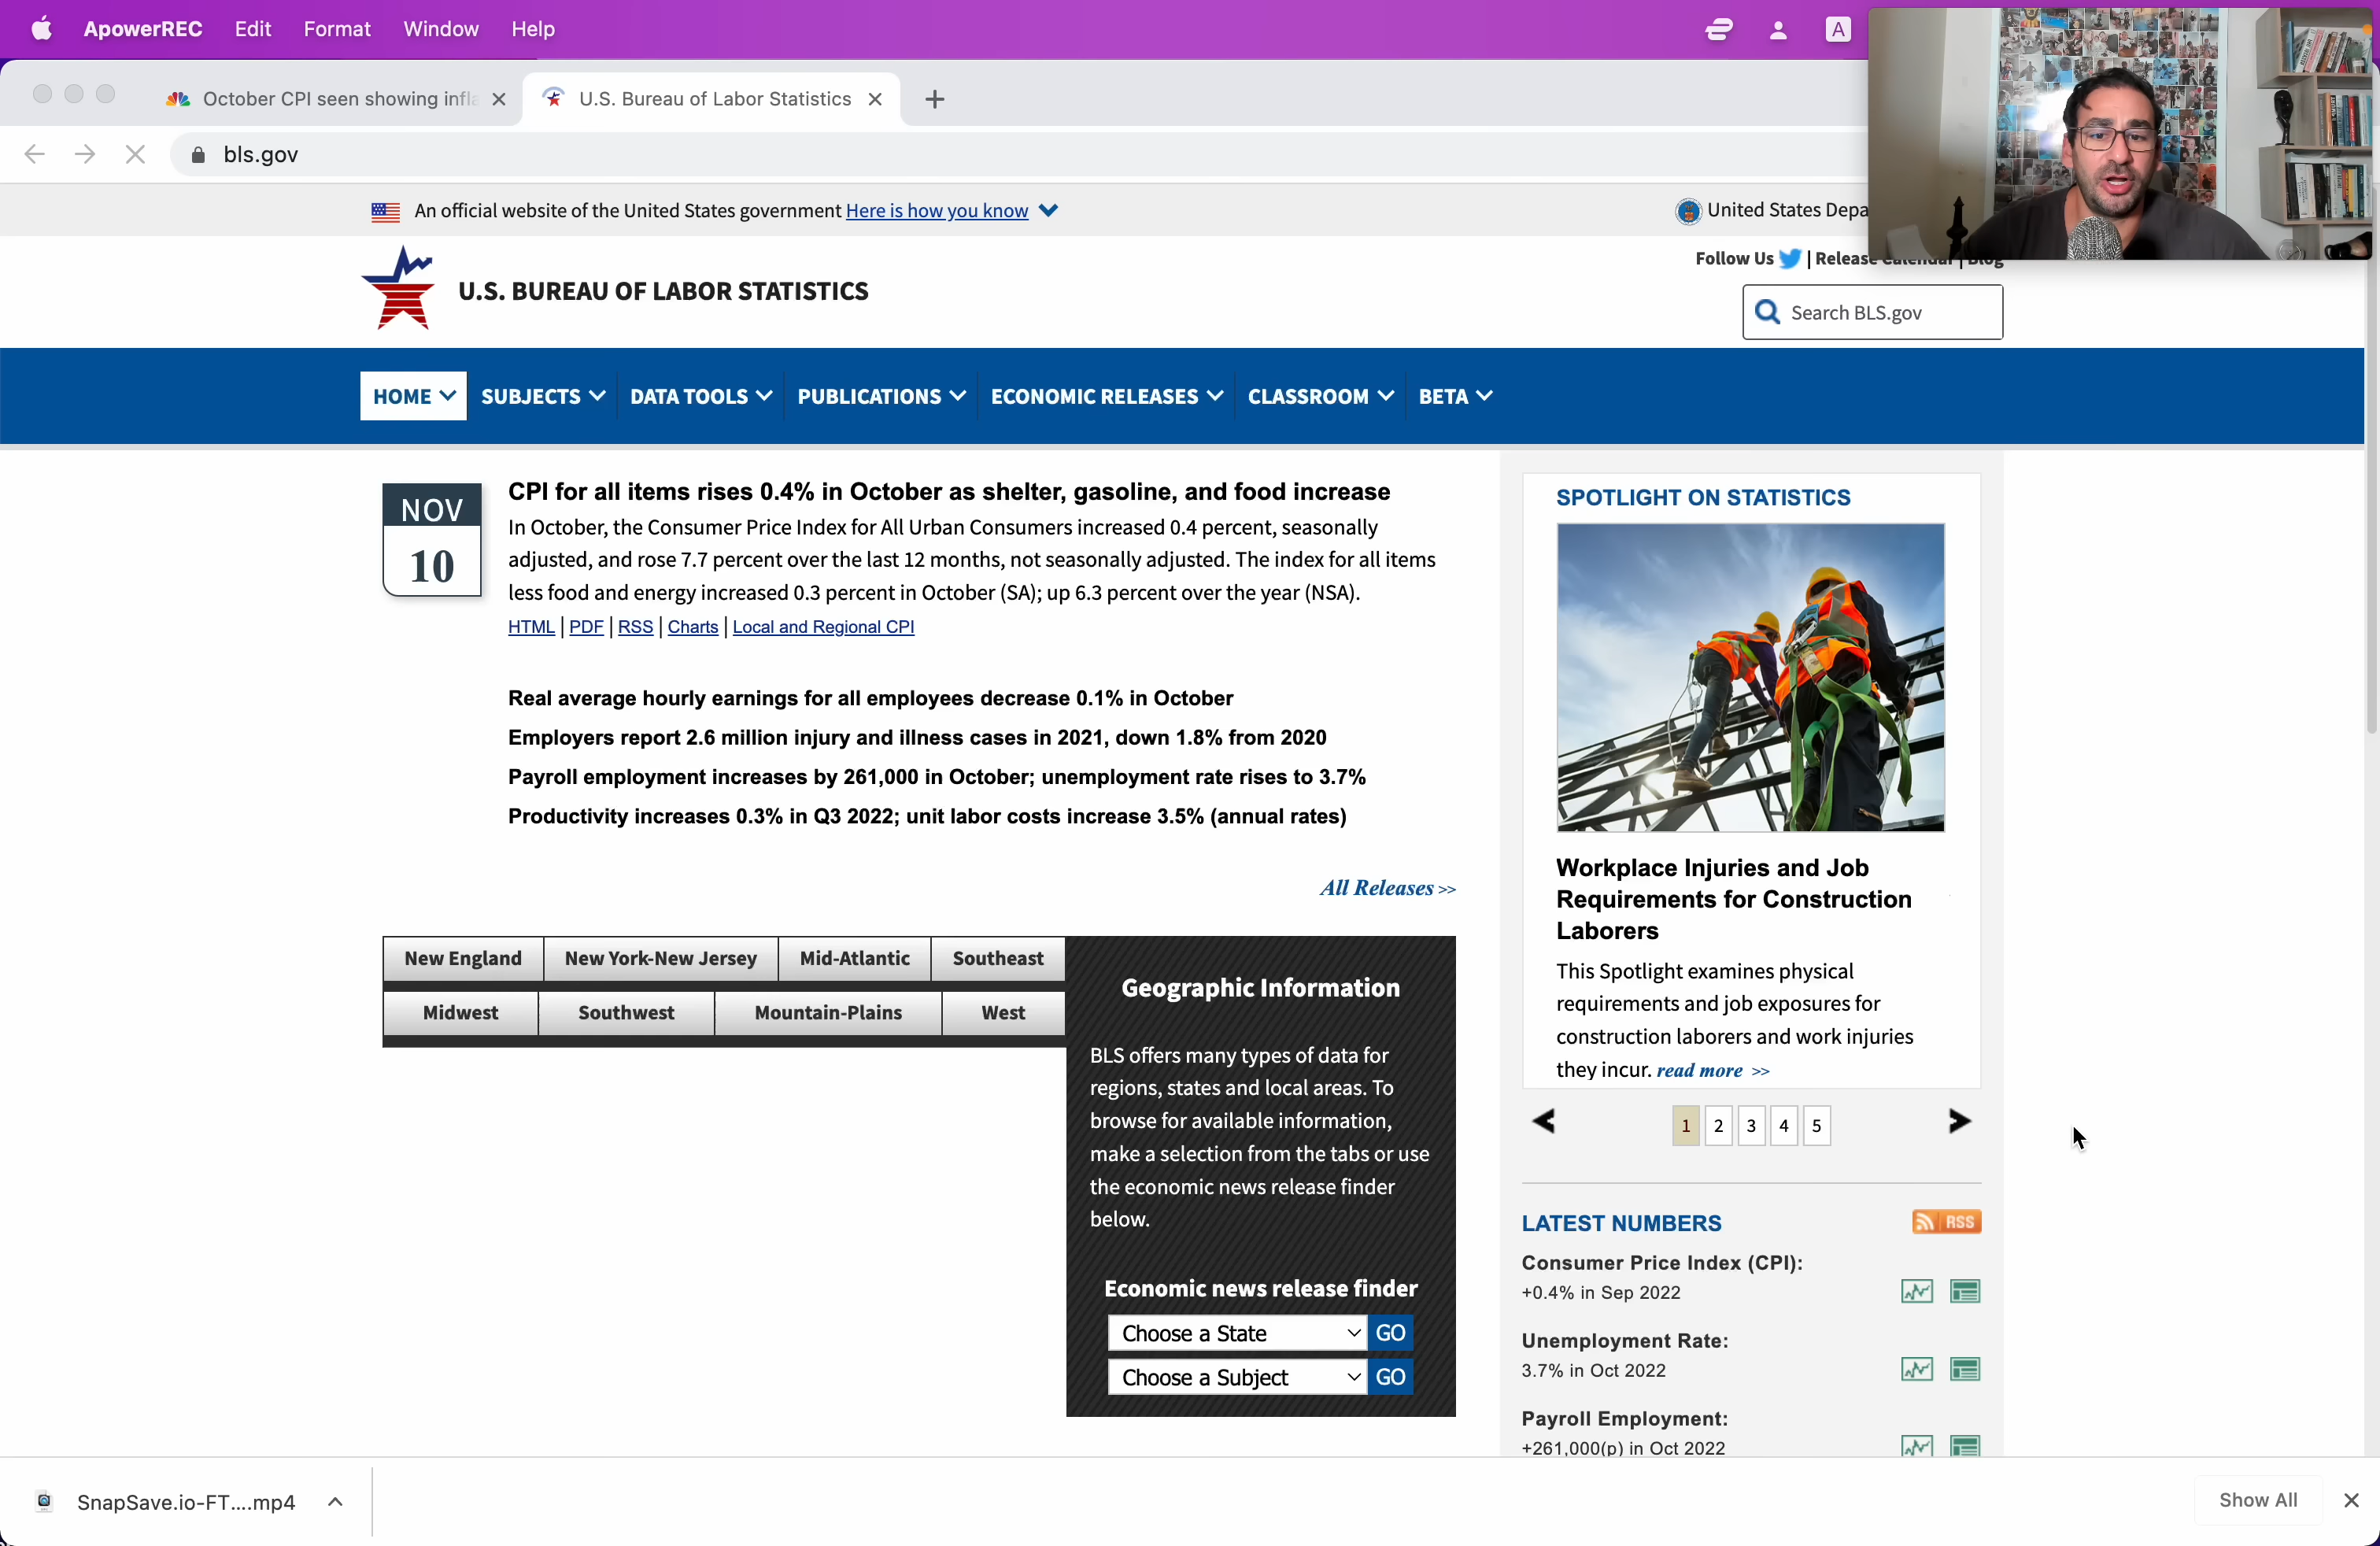 ApowerREC Edit Format Window Help
A
October CPI seen showing infla
U.S. Bureau of Labor Statistics
bls.gov
An official website of the United States government Here is how you know
United States Depa
Follow Us | Release Calendar | Blog
U.S. BUREAU OF LABOR STATISTICS
Search BLS.gov
HOME SUBJECTS DATA TOOLS PUBLICATIONS ECONOMIC RELEASES CLASSROOM BETA
NOV
10
CPI for all items rises 0.4% in October as shelter, gasoline, and food increase
In October, the Consumer Price Index for All Urban Consumers increased 0.4 percent, seasonally
adjusted, and rose 7.7 percent over the last 12 months, not seasonally adjusted. The index for all items
less food and energy increased 0.3 percent in October (SA); up 6.3 percent over the year (NSA).
HTML | PDF | RSS | Charts | Local and Regional CPI
Real average hourly earnings for all employees decrease 0.1% in October
Employers report 2.6 million injury and illness cases in 2021, down 1.8% from 2020
Payroll employment increases by 261,000 in October; unemployment rate rises to 3.7%
Productivity increases 0.3% in Q3 2022; unit labor costs increase 3.5% (annual rates)
All Releases >>
New England New York-New Jersey Mid-Atlantic Southeast
Midwest Southwest Mountain-Plains West
Geographic Information
BLS offers many types of data for
regions, states and local areas. To
browse for available information,
make a selection from the tabs or use
the economic news release finder
below.
Economic news release finder
Choose a State GO
Choose a Subject GO
SPOTLIGHT ON STATISTICS
Workplace Injuries and Job
Requirements for Construction
Laborers
This Spotlight examines physical
requirements and job exposures for
construction laborers and work injuries
they incur. read more >>
1 2 3 4 5
LATEST NUMBERS
RSS
Consumer Price Index (CPI):
+0.4% in Sep 2022
Unemployment Rate:
3.7% in Oct 2022
Payroll Employment:
+261,000(p) in Oct 2022
SnapSave.io-FT....mp4
Show All